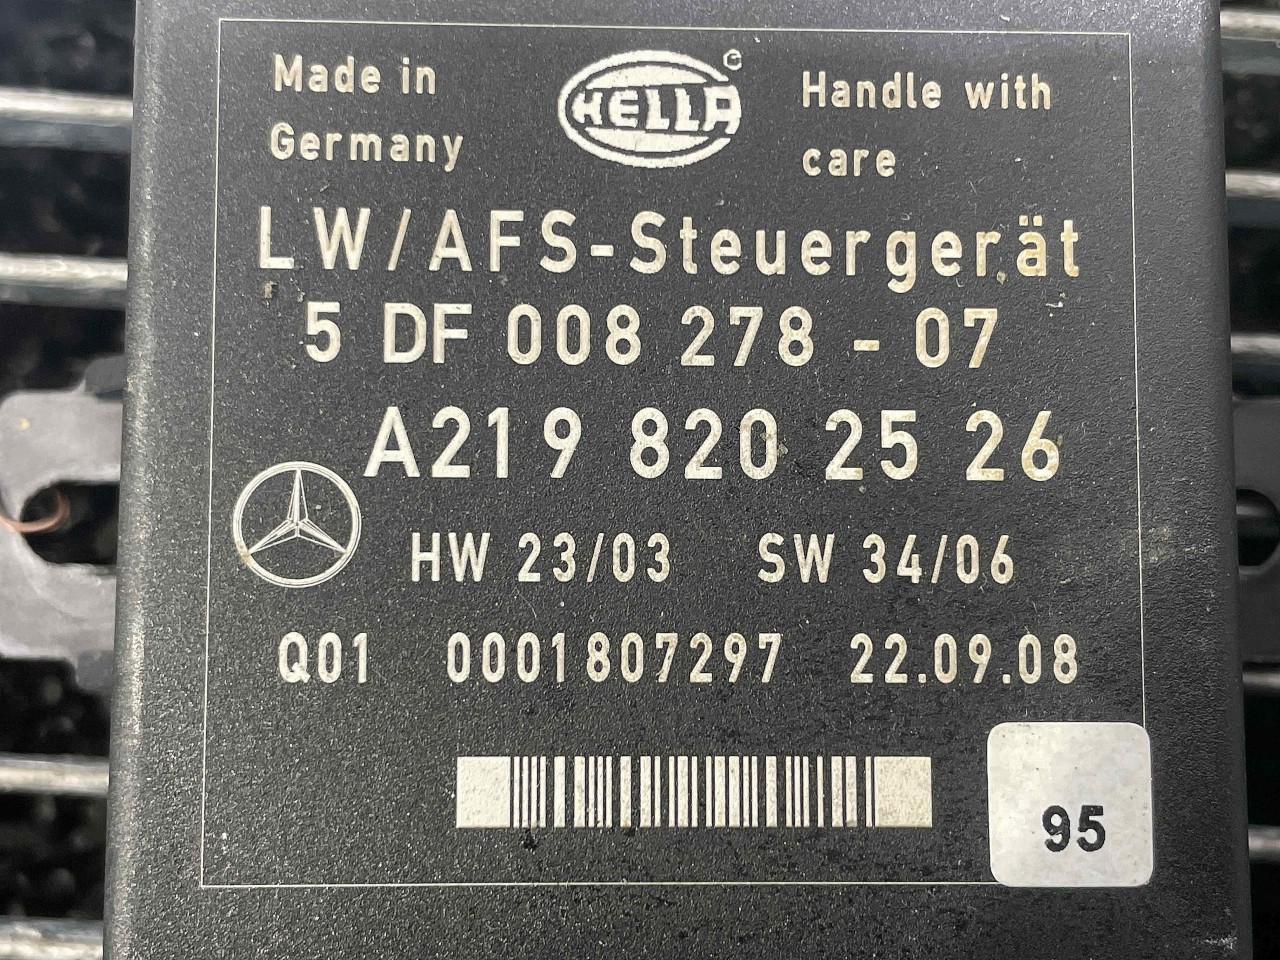 Made in
Germany
HELLA
Handle with
care
LW/AFS-Steuergerät
5 DF 008 278 - 07
A219 820 25 26
HW 23/03 SW 34/06
Q01 0001807297 22.09.08
95